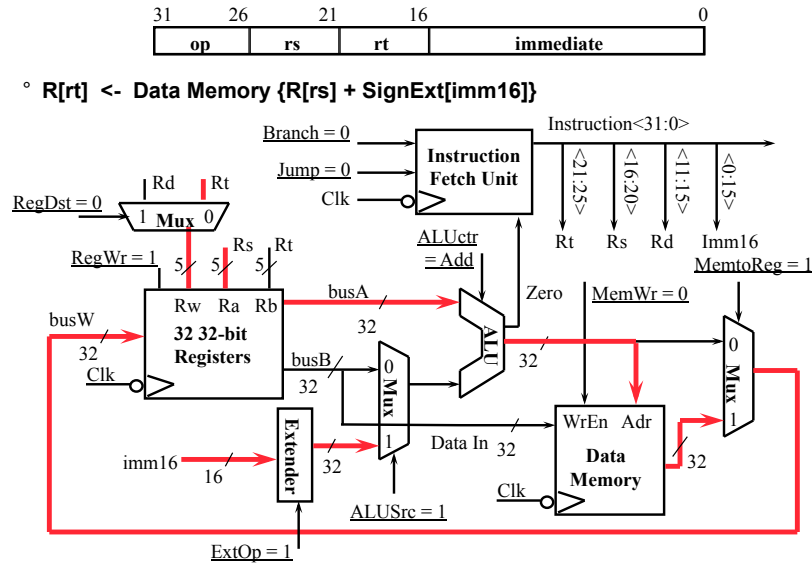 31 26 21 16 0
op rs rt immediate
° R[rt] <- Data Memory {R[rs] + SignExt[imm16]}
Branch = 0
Jump = 0
Clk
Instruction
Fetch Unit
Instruction<31:0>
<21:25>
<16:20>
<11:15>
<0:15>
Rt Rs Rd Imm16
Rd Rt
RegDst = 0
1 Mux 0
RegWr = 1
5 5 5
Rs Rt
Rw Ra Rb
32 32-bit
Registers
busW
32
Clk
busA
32
busB
32
ALUctr
= Add
ALU
Zero
32
0
Mux
1
ALUSrc = 1
imm16
16
Extender
32
ExtOp = 1
Data In
32
MemWr = 0
WrEn Adr
Data
Memory
Clk
32
MemtoReg = 1
0
Mux
1